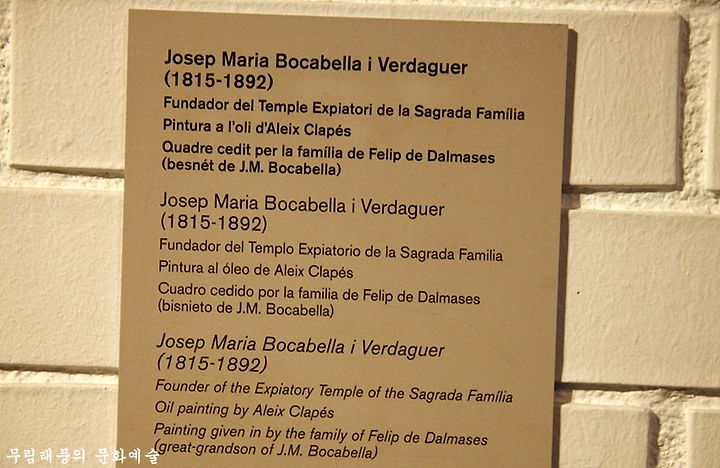 Josep Maria Bocabella i Verdaguer
(1815-1892)
Fundador del Temple Expiatori de la Sagrada Família
Pintura a l'oli d'Aleix Clapés
Quadre cedit per la família de Felip de Dalmases
(besnét de J.M. Bocabella)
Josep Maria Bocabella i Verdaguer
(1815-1892)
Fundador del Templo Expiatorio de la Sagrada Familia
Pintura al óleo de Aleix Clapés
Cuadro cedido por la familia de Felip de Dalmases
(bisnieto de J.M. Bocabella)
Josep Maria Bocabella i Verdaguer
(1815-1892)
Founder of the Expiatory Temple of the Sagrada Família
Oil painting by Aleix Clapés
Painting given in by the family of Felip de Dalmases
(great-grandson of J.M. Bocabella)
무림태풍의 문화예술